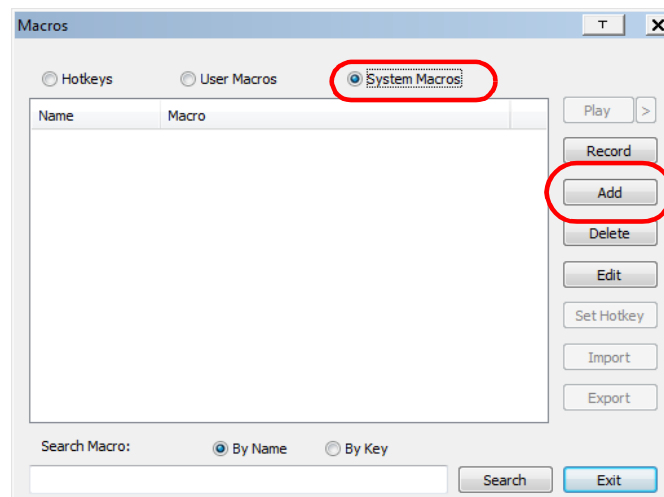 Macros T X
Hotkeys User Macros System Macros
Name Macro
Play >
Record
Add
Delete
Edit
Set Hotkey
Import
Export
Search Macro: By Name By Key
Search Exit